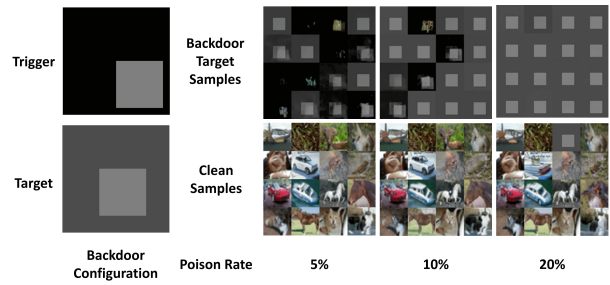 Trigger
Backdoor
Target
Samples
Target
Clean
Samples
Backdoor
Configuration
Poison Rate
5%
10%
20%